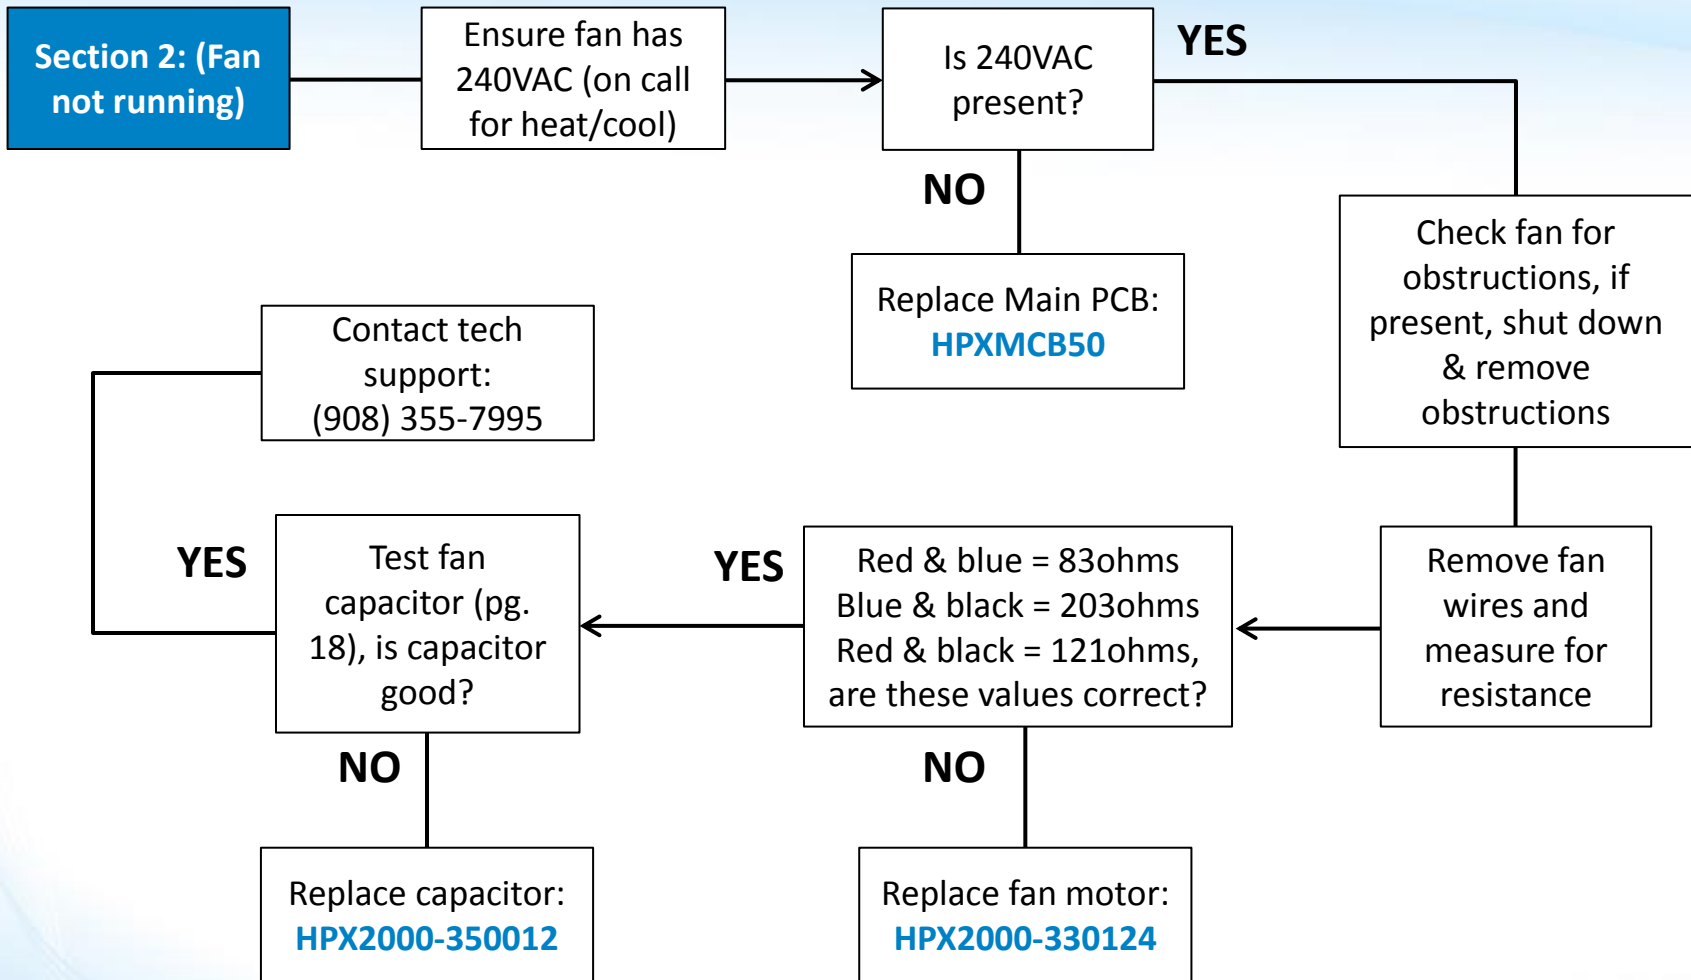 Section 2: (Fan
not running)
Ensure fan has
240VAC (on call
for heat/cool)
Is 240VAC
present?
YES
NO
Replace Main PCB:
HPXMCB50
Check fan for
obstructions, if
present, shut down
& remove
obstructions
Remove fan
wires and
measure for
resistance
Red & blue = 83ohms
Blue & black = 203ohms
Red & black = 121ohms,
are these values correct?
NO
Replace fan motor:
HPX2000-330124
YES
Test fan
capacitor (pg.
18), is capacitor
good?
NO
Replace capacitor:
HPX2000-350012
YES
Contact tech
support:
(908) 355-7995